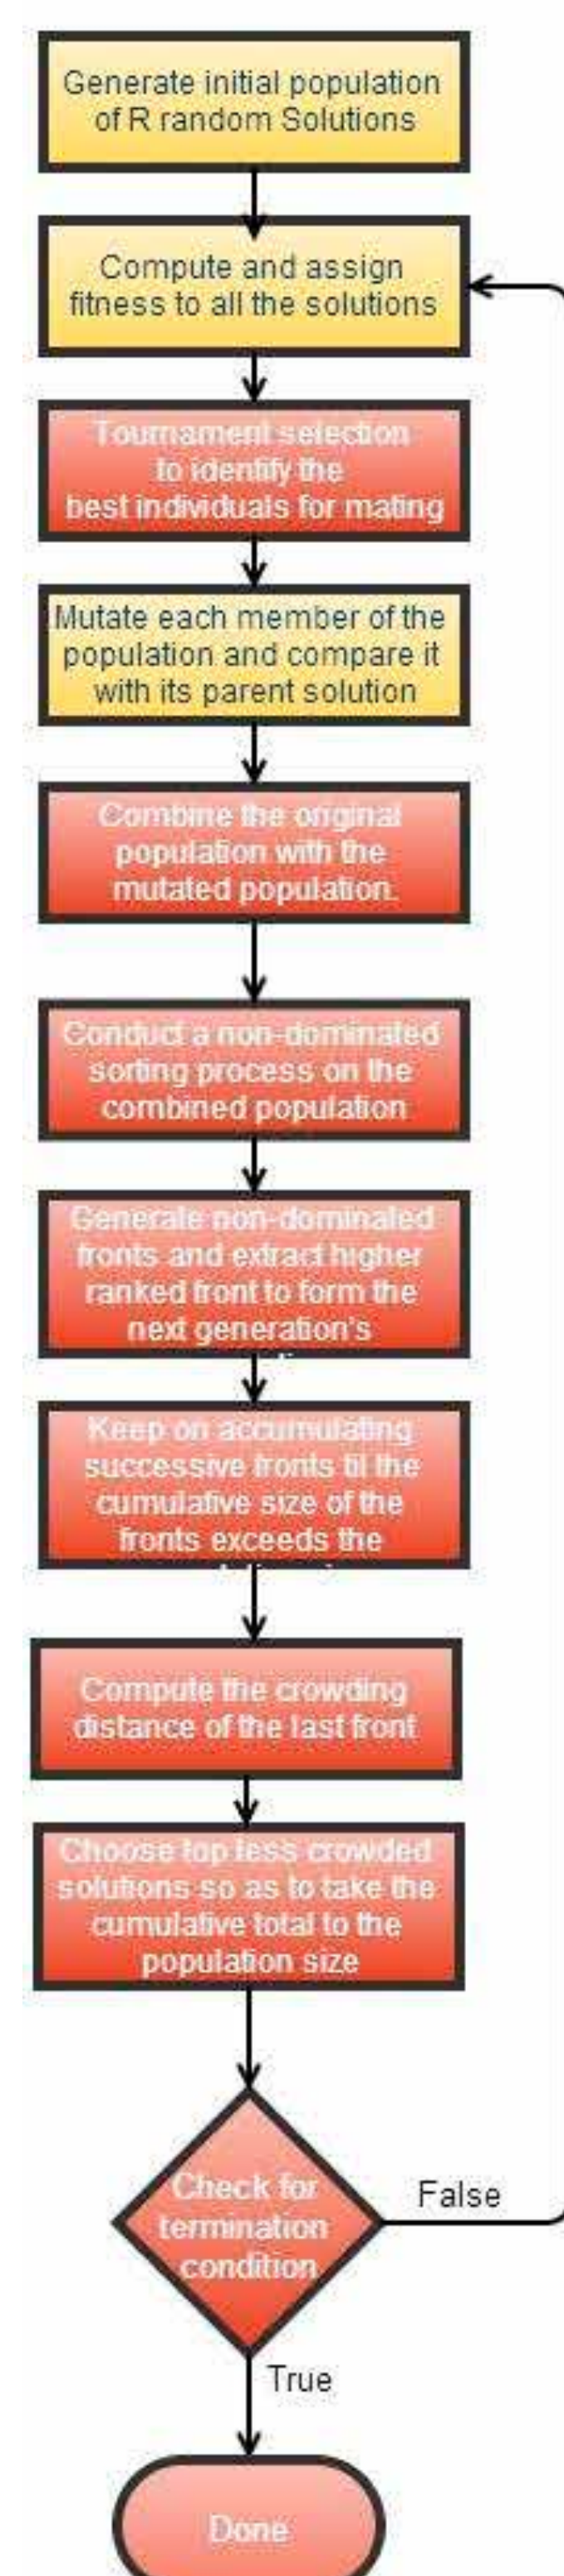 Generate initial population
of R random Solutions
Compute and assign
fitness to all the solutions
Tournament selection
to identify the
best individuals for mating
Mutate each member of the
population and compare it
with its parent solution
Combine the original
population with the
mutated population.
Conduct a non-dominated
sorting process on the
combined population
Generate non-dominated
fronts and extract higher
ranked front to form the
next generation's
Keep on accumulating
successive fronts til the
cumulative size of the
fronts exceeds the
Compute the crowding
distance of the last front
Choose top less crowded
solutions so as to take the
cumulative total to the
population size
Check for
termination
condition
False
True
Done